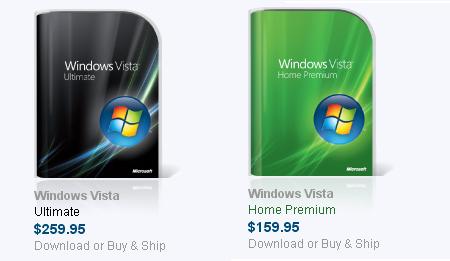 Windows Vista
Ultimate
Microsoft
Windows Vista
Ultimate
$259.95
Download or Buy & Ship
Windows Vista
Home Premium
Microsoft
Windows Vista
Home Premium
$159.95
Download or Buy & Ship